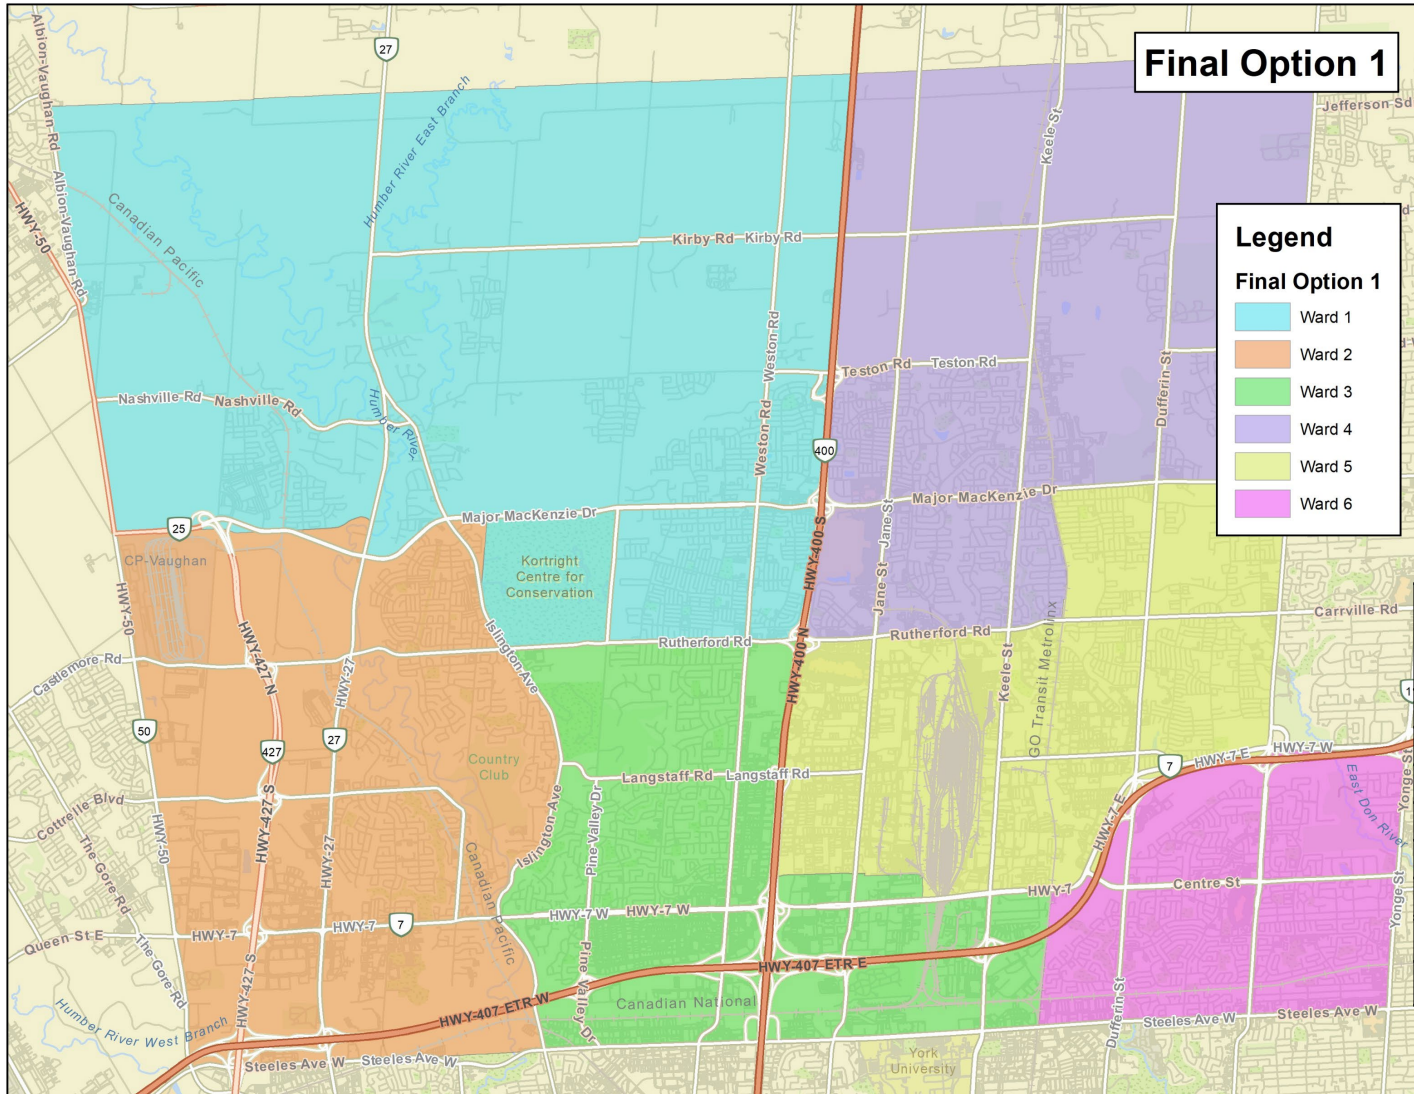 Final Option 1
Legend
Final Option 1
Ward 1
Ward 2
Ward 3
Ward 4
Ward 5
Ward 6
Albion-Vaughan Rd
Albion-Vaughan Rd
27
Humber River East Branch
Keele St
Jefferson Sd
HWY-50
Canadian Pacific
Kirby Rd
Kirby Rd
Weston Rd
Weston Rd
Teston Rd
Teston Rd
Dufferin St
Nashville Rd
Nashville Rd
Humber River
400
Major MacKenzie Dr
Major MacKenzie Dr
25
CP-Vaughan
Kortright
Centre for
Conservation
HWY-400 S
Jane St
Jane St
HWY-50
HWY-427 N
HWY-27
Islington Ave
Rutherford Rd
Rutherford Rd
HWY-400 N
Keele St
GO Transit Metrolinx
Carrville Rd
Castlemore Rd
50
427
27
Country
Club
Langstaff Rd
Langstaff Rd
7
HWY-7 E
HWY-7 W
Yonge St
East Don River
Cottrelle Blvd
HWY-50
HWY-427 S
HWY-27
Islington Ave
Pine Valley Dr
HWY-7 E
The Gore Rd
Canadian Pacific
HWY-7
Centre St
Yonge St
Queen St E
The-Gore-Rd
HWY-7
HWY-7
7
HWY-7 W
HWY-7 W
Pine Valley Dr
HWY-407 ETR E
HWY-407 ETR W
Canadian National
Humber River West Branch
HWY-427 S
Steeles Ave W
Steeles Ave W
Dufferin St
Steeles Ave W
Steeles Ave W
York
University